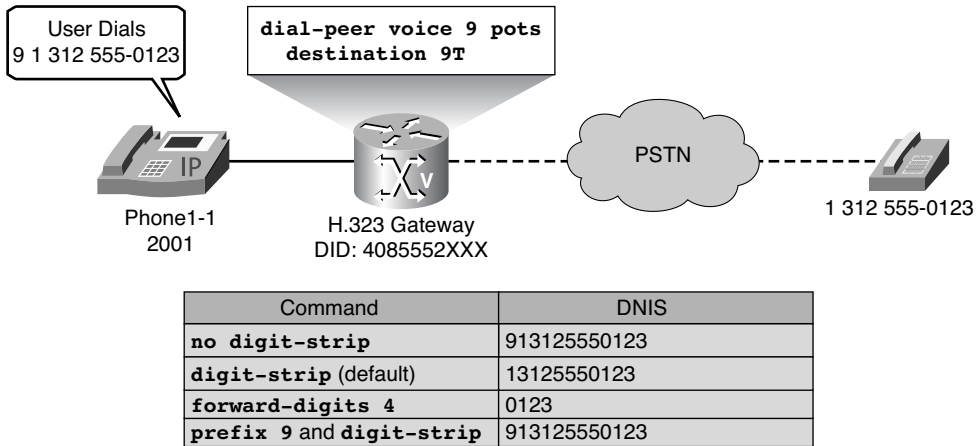 User Dials
9 1 312 555-0123
dial-peer voice 9 pots
destination 9T
IP
V
PSTN
Phone1-1
2001
H.323 Gateway
DID: 4085552XXX
1 312 555-0123
Command DNIS
no digit-strip 913125550123
digit-strip (default) 13125550123
forward-digits 4 0123
prefix 9 and digit-strip 913125550123